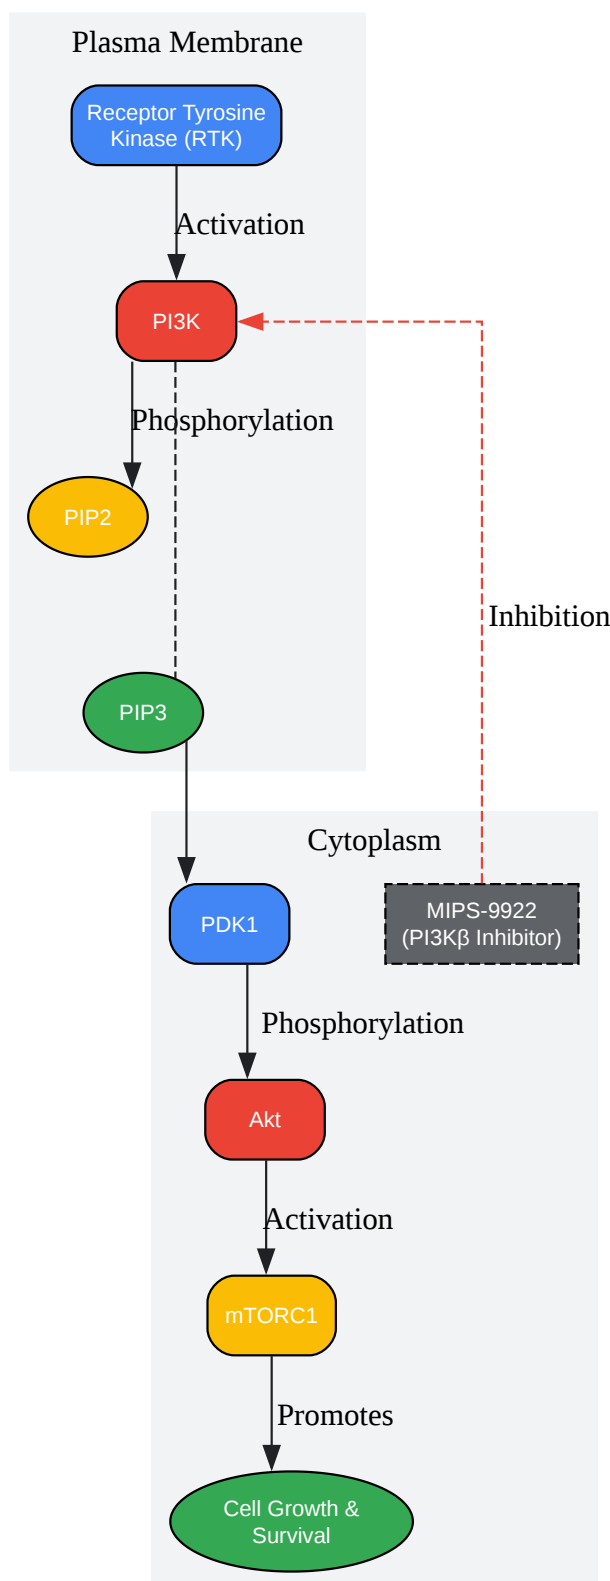 Plasma Membrane
Receptor Tyrosine
Kinase (RTK)
Activation
PI3K
Phosphorylation
PIP2
Inhibition
PIP3
Cytoplasm
PDK1
MIPS-9922
(PI3Kβ Inhibitor)
Phosphorylation
Akt
Activation
mTORC1
Promotes
Cell Growth &
Survival